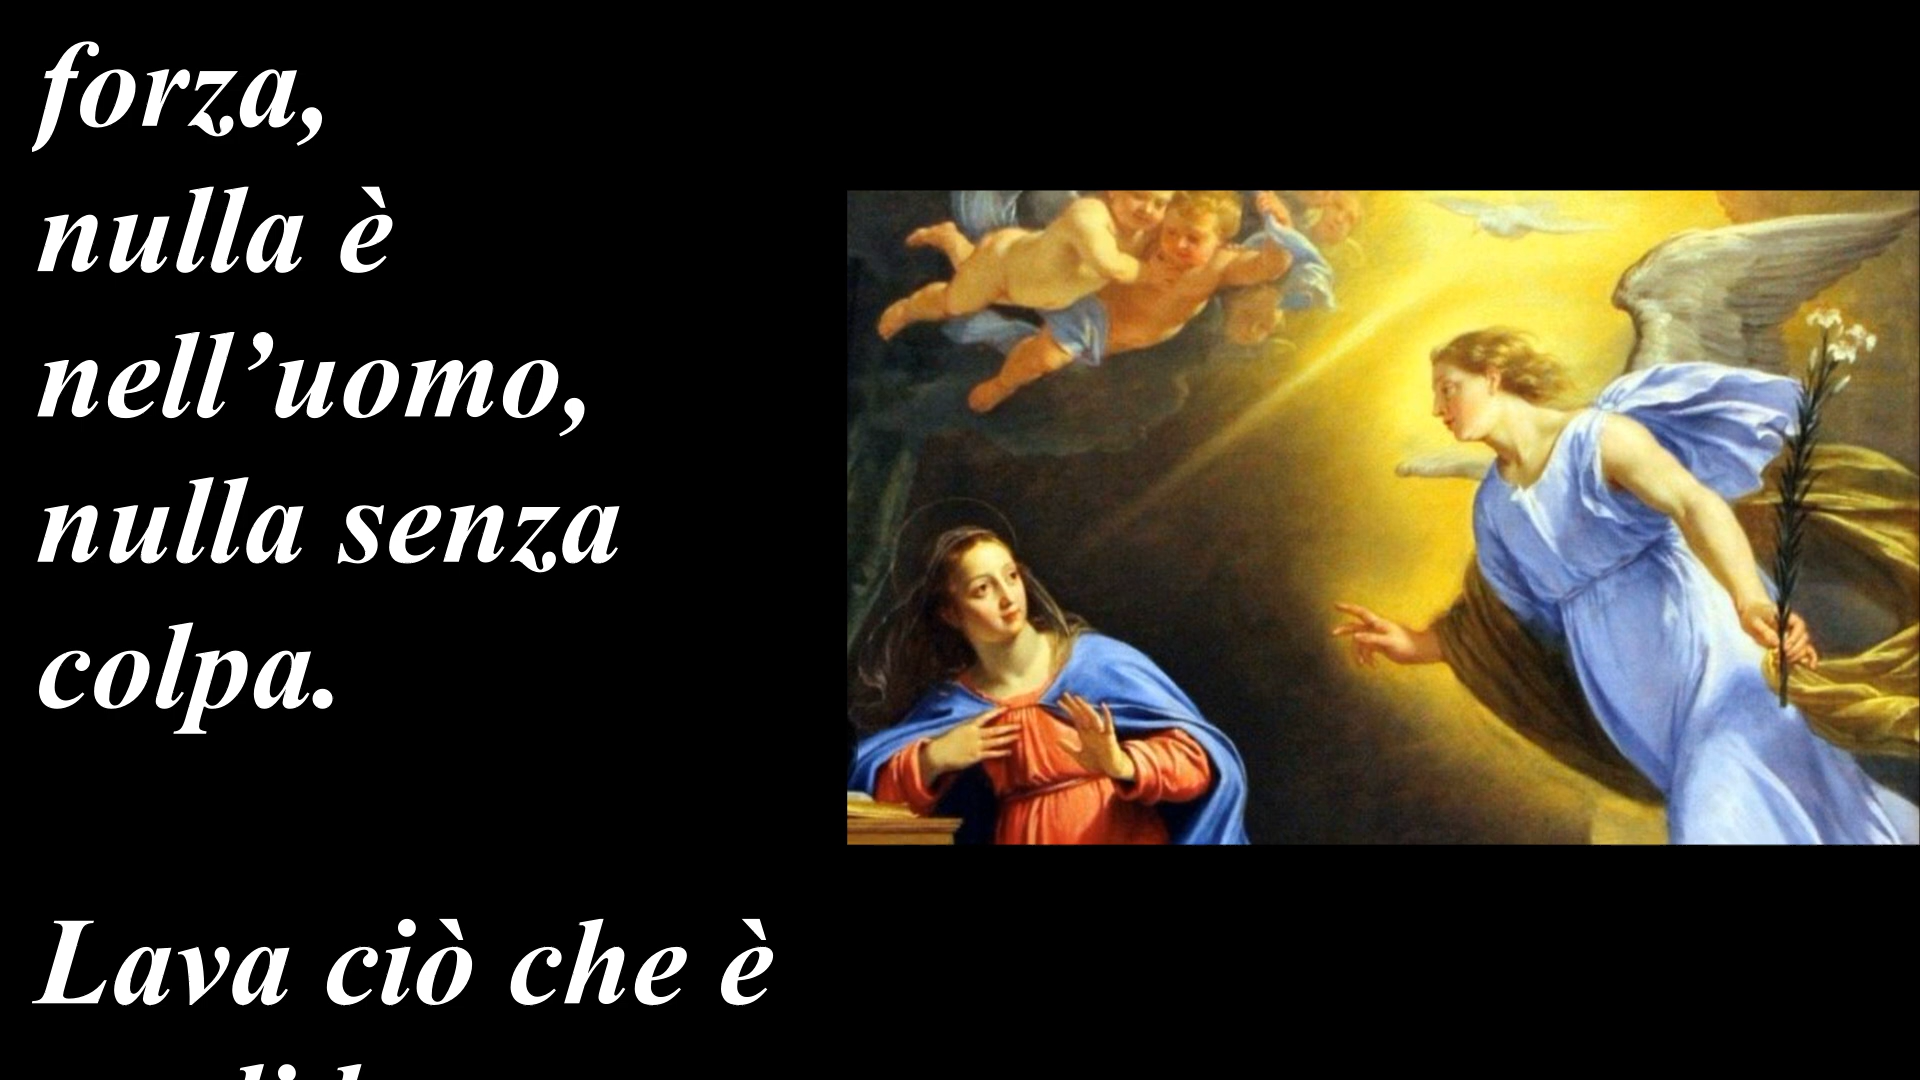 forza,
nulla è
nell’uomo,
nulla senza
colpa.
Lava ciò che è